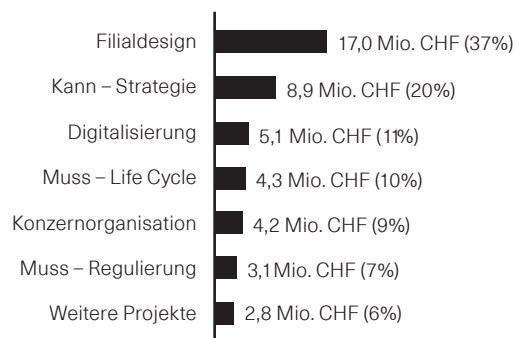 Filialdesign 17,0 Mio. CHF (37%)
Kann – Strategie 8,9 Mio. CHF (20%)
Digitalisierung 5,1 Mio. CHF (11%)
Muss – Life Cycle 4,3 Mio. CHF (10%)
Konzernorganisation 4,2 Mio. CHF (9%)
Muss – Regulierung 3,1 Mio. CHF (7%)
Weitere Projekte 2,8 Mio. CHF (6%)